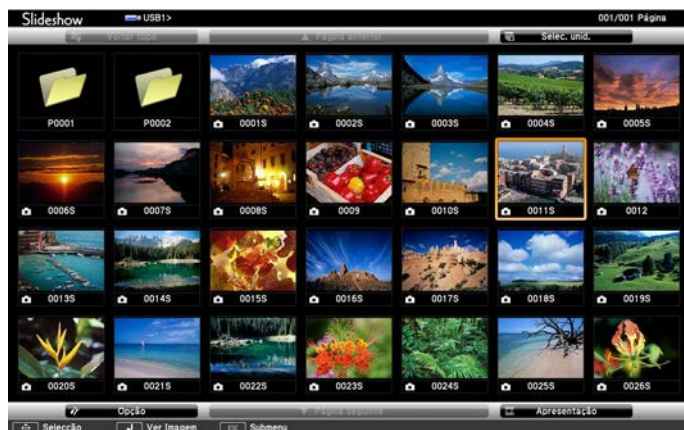 Slideshow USB1> 001/001 Página
Voltar topo ▲ Página anterior Selec. unid.
P0001 P0002 0001S 0002S 0003S 0004S 0005S
0006S 0007S 0008S 0009 0010S 0011S 0012
0013S 0014S 0015S 0016S 0017S 0018S 0019S
0020S 0021S 0022S 0023S 0024S 0025S 0026S
Opção ▼ Página seguinte Apresentação
Selecção Ver Imagem Submenu